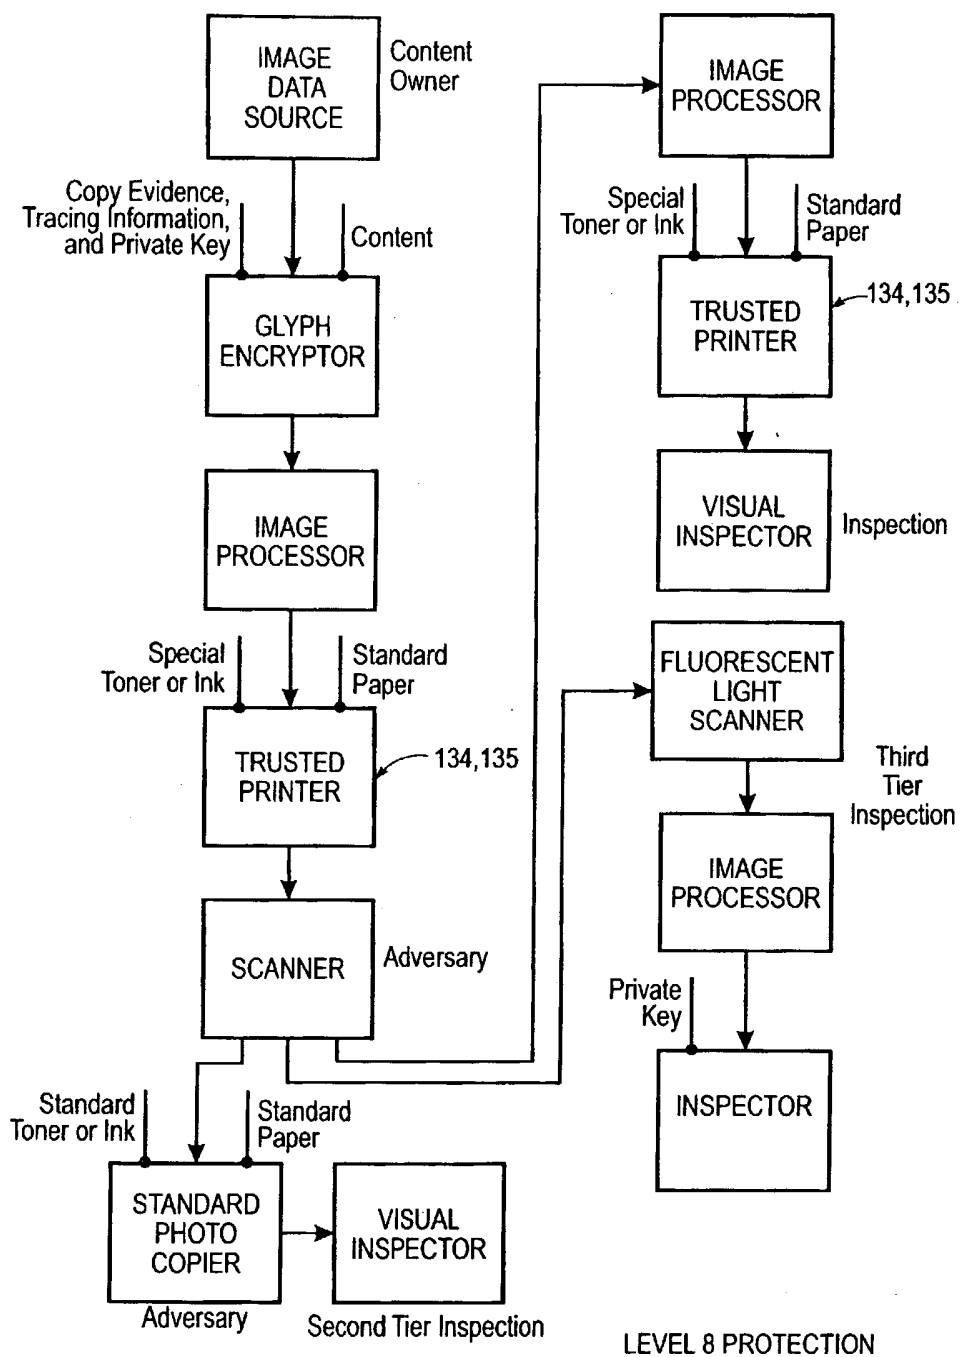 IMAGE
DATA
SOURCE
Content
Owner
Copy Evidence,
Tracing Information,
and Private Key
Content
GLYPH
ENCRYPTOR
IMAGE
PROCESSOR
Special
Toner or Ink
Standard
Paper
TRUSTED
PRINTER
134,135
SCANNER
Adversary
Standard
Toner or Ink
Standard
Paper
STANDARD
PHOTO
COPIER
Adversary
VISUAL
INSPECTOR
Second Tier Inspection
IMAGE
PROCESSOR
Special
Toner or Ink
Standard
Paper
TRUSTED
PRINTER
134,135
VISUAL
INSPECTOR
Inspection
FLUORESCENT
LIGHT
SCANNER
Third
Tier
Inspection
IMAGE
PROCESSOR
Private
Key
INSPECTOR
LEVEL 8 PROTECTION